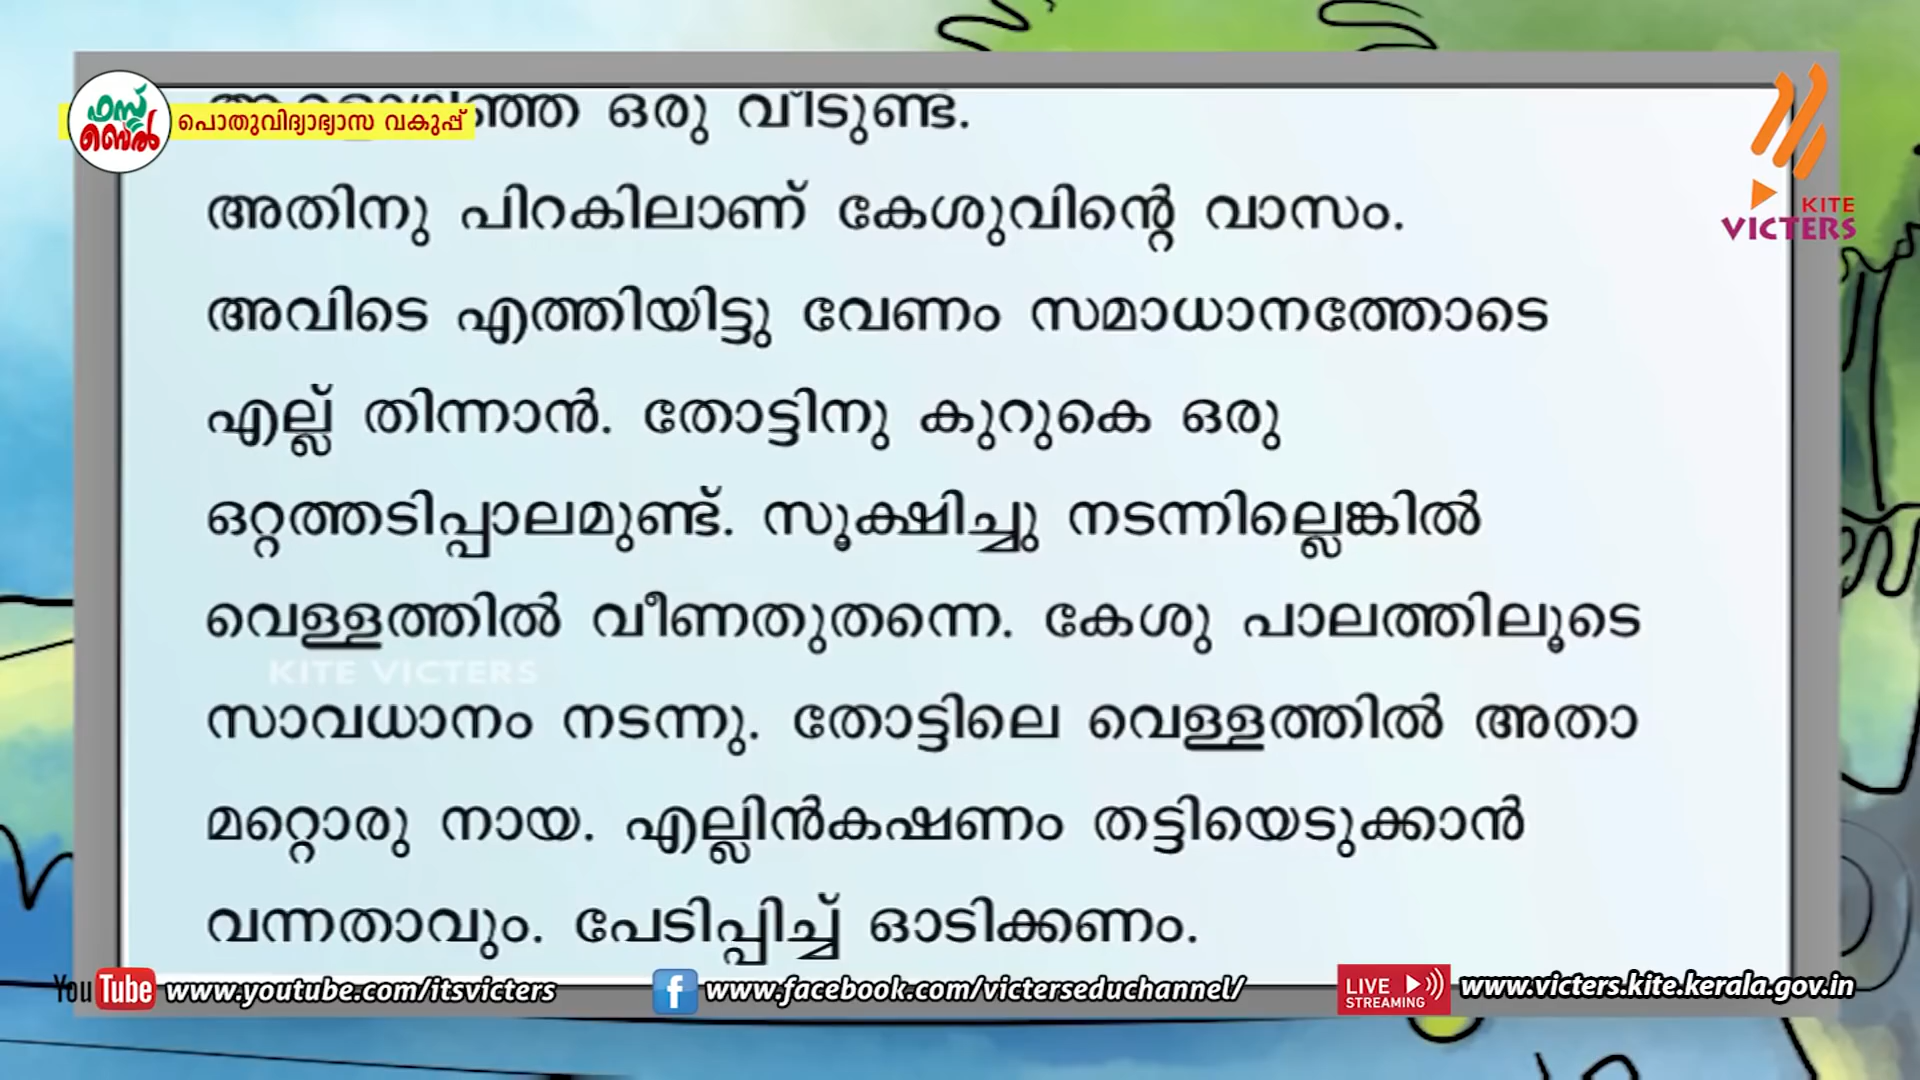 ഫസ്റ്റ് ബെൽ
പൊതുവിദ്യാഭ്യാസ വകുപ്പ്
ഒരു വീടുണ്ട്.
അതിനു പിറകിലാണ് കേശുവിന്റെ വാസം.
അവിടെ എത്തിയിട്ടു വേണം സമാധാനത്തോടെ
എല്ല് തിന്നാൻ. തോട്ടിനു കുറുകെ ഒരു
ഒറ്റത്തടിപ്പാലമുണ്ട്. സൂക്ഷിച്ചു നടന്നില്ലെങ്കിൽ
വെള്ളത്തിൽ വീണതുതന്നെ. കേശു പാലത്തിലൂടെ
സാവധാനം നടന്നു. തോട്ടിലെ വെള്ളത്തിൽ അതാ
മറ്റൊരു നായ. എല്ലിൻകഷണം തട്ടിയെടുക്കാൻ
വന്നതാവും. പേടിപ്പിച്ച് ഓടിക്കണം.
KITE VICTERS
KITE
VICTERS
YouTube www.youtube.com/itsvicters
f www.facebook.com/victerseduchannel/
LIVE STREAMING www.victers.kite.kerala.gov.in